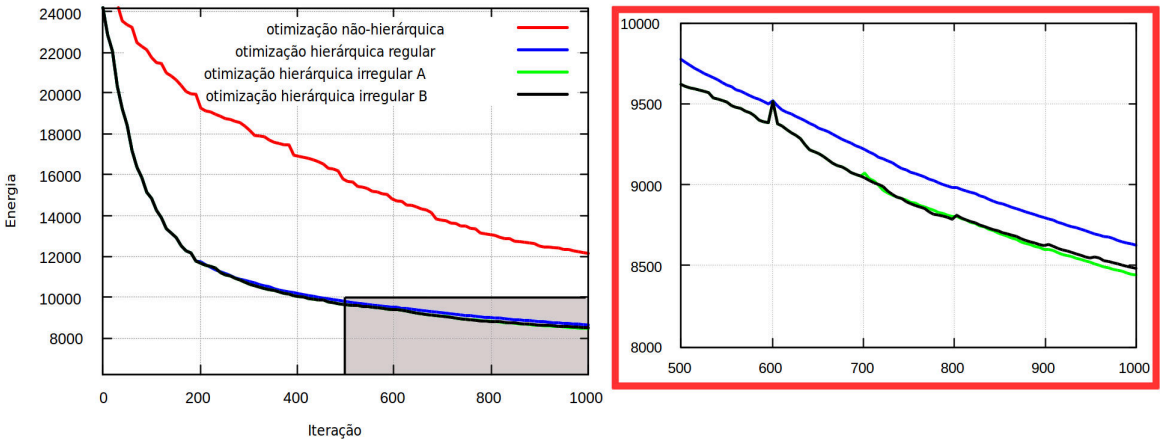 otimização não-hierárquica
otimização hierárquica regular
otimização hierárquica irregular A
otimização hierárquica irregular B
24000
22000
20000
18000
16000
14000
12000
10000
8000
Energia
0 200 400 600 800 1000
Iteração
10000
9500
9000
8500
8000
500 600 700 800 900 1000